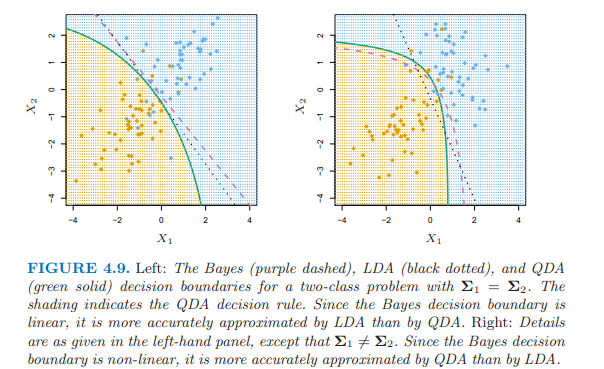 2
1
0
−1
−2
−3
−4
X2
−4
−2
0
2
4
X1
2
1
0
−1
−2
−3
−4
X2
−4
−2
0
2
4
X1
FIGURE 4.9. Left: The Bayes (purple dashed), LDA (black dotted), and QDA
(green solid) decision boundaries for a two-class problem with Σ1 = Σ2. The
shading indicates the QDA decision rule. Since the Bayes decision boundary is
linear, it is more accurately approximated by LDA than by QDA. Right: Details
are as given in the left-hand panel, except that Σ1 ≠ Σ2. Since the Bayes decision
boundary is non-linear, it is more accurately approximated by QDA than by LDA.